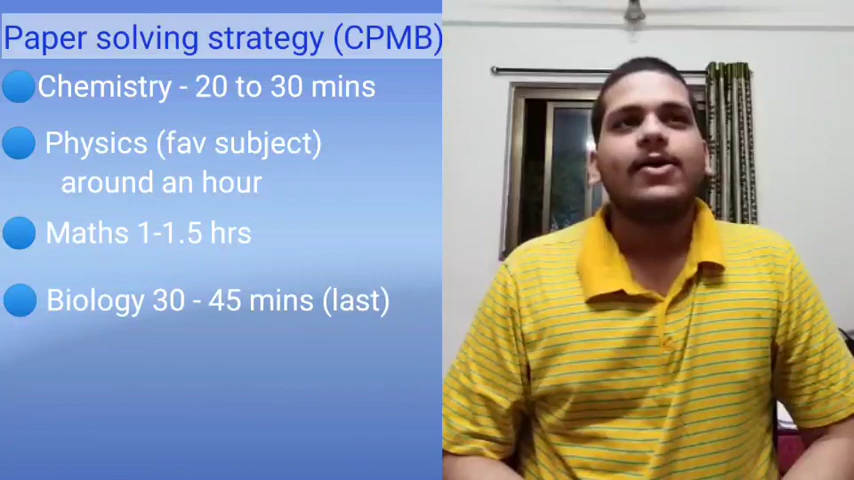 Paper solving strategy (CPMB)
Chemistry - 20 to 30 mins
Physics (fav subject)
around an hour
Maths 1-1.5 hrs
Biology 30 - 45 mins (last)